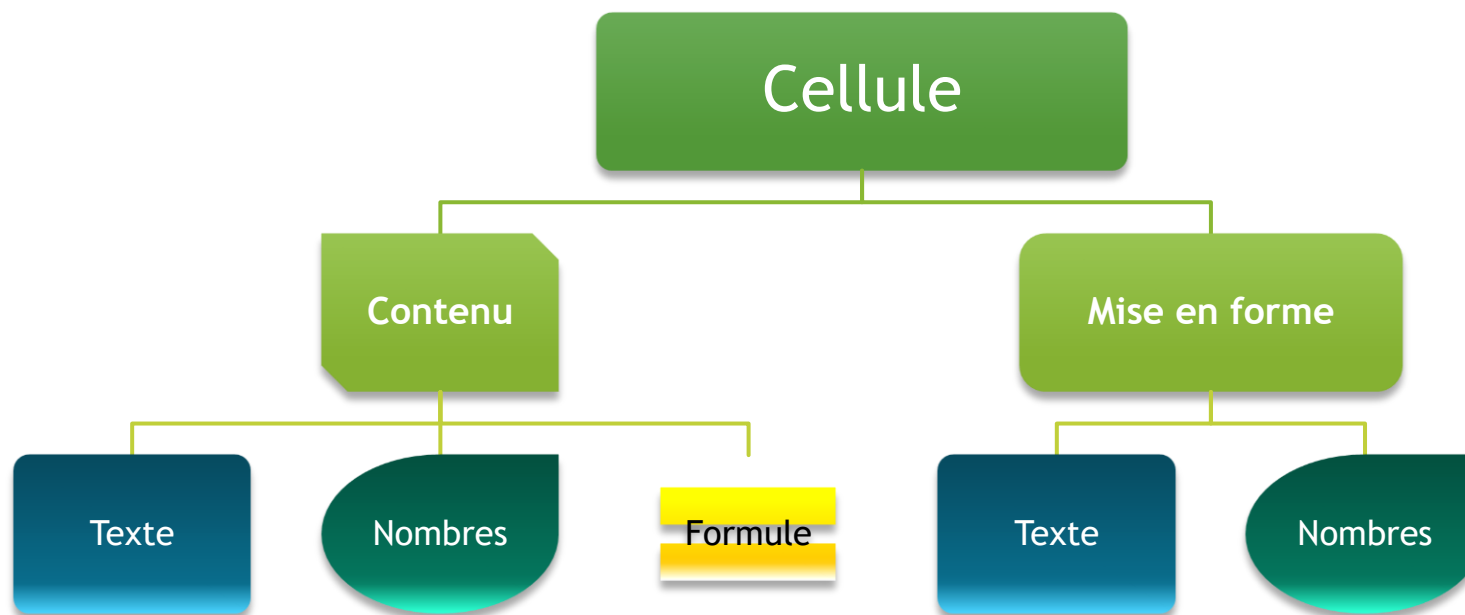 Cellule
Contenu
Mise en forme
Texte
Nombres
Formule
Texte
Nombres